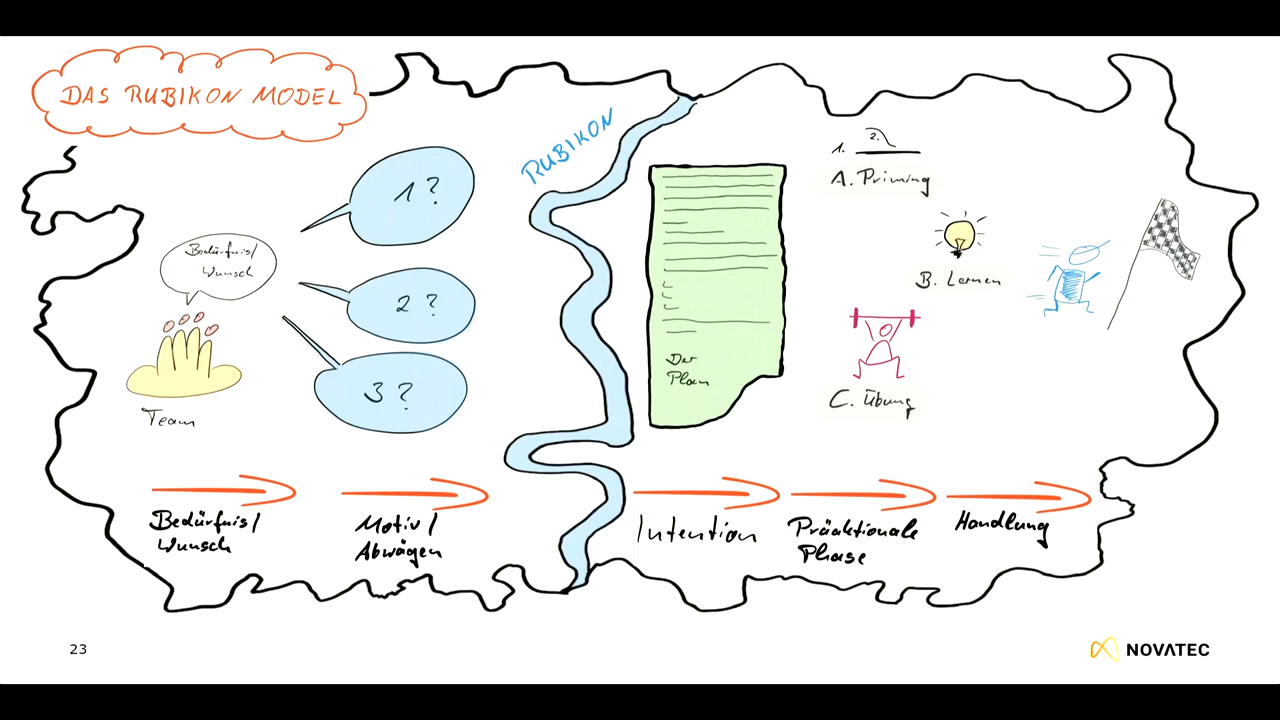 DAS RUBIKON MODEL
RUBIKON
1 ?
2 ?
3 ?
Bedürfnis/
Wunsch
Team
Der
Plan
1.
2.
A. Priming
B. Lernen
C. Übung
Bedürfnis/
Wunsch
Motiv/
Abwägen
Intention
Präaktionale
Phase
Handlung
23
NOVATEC